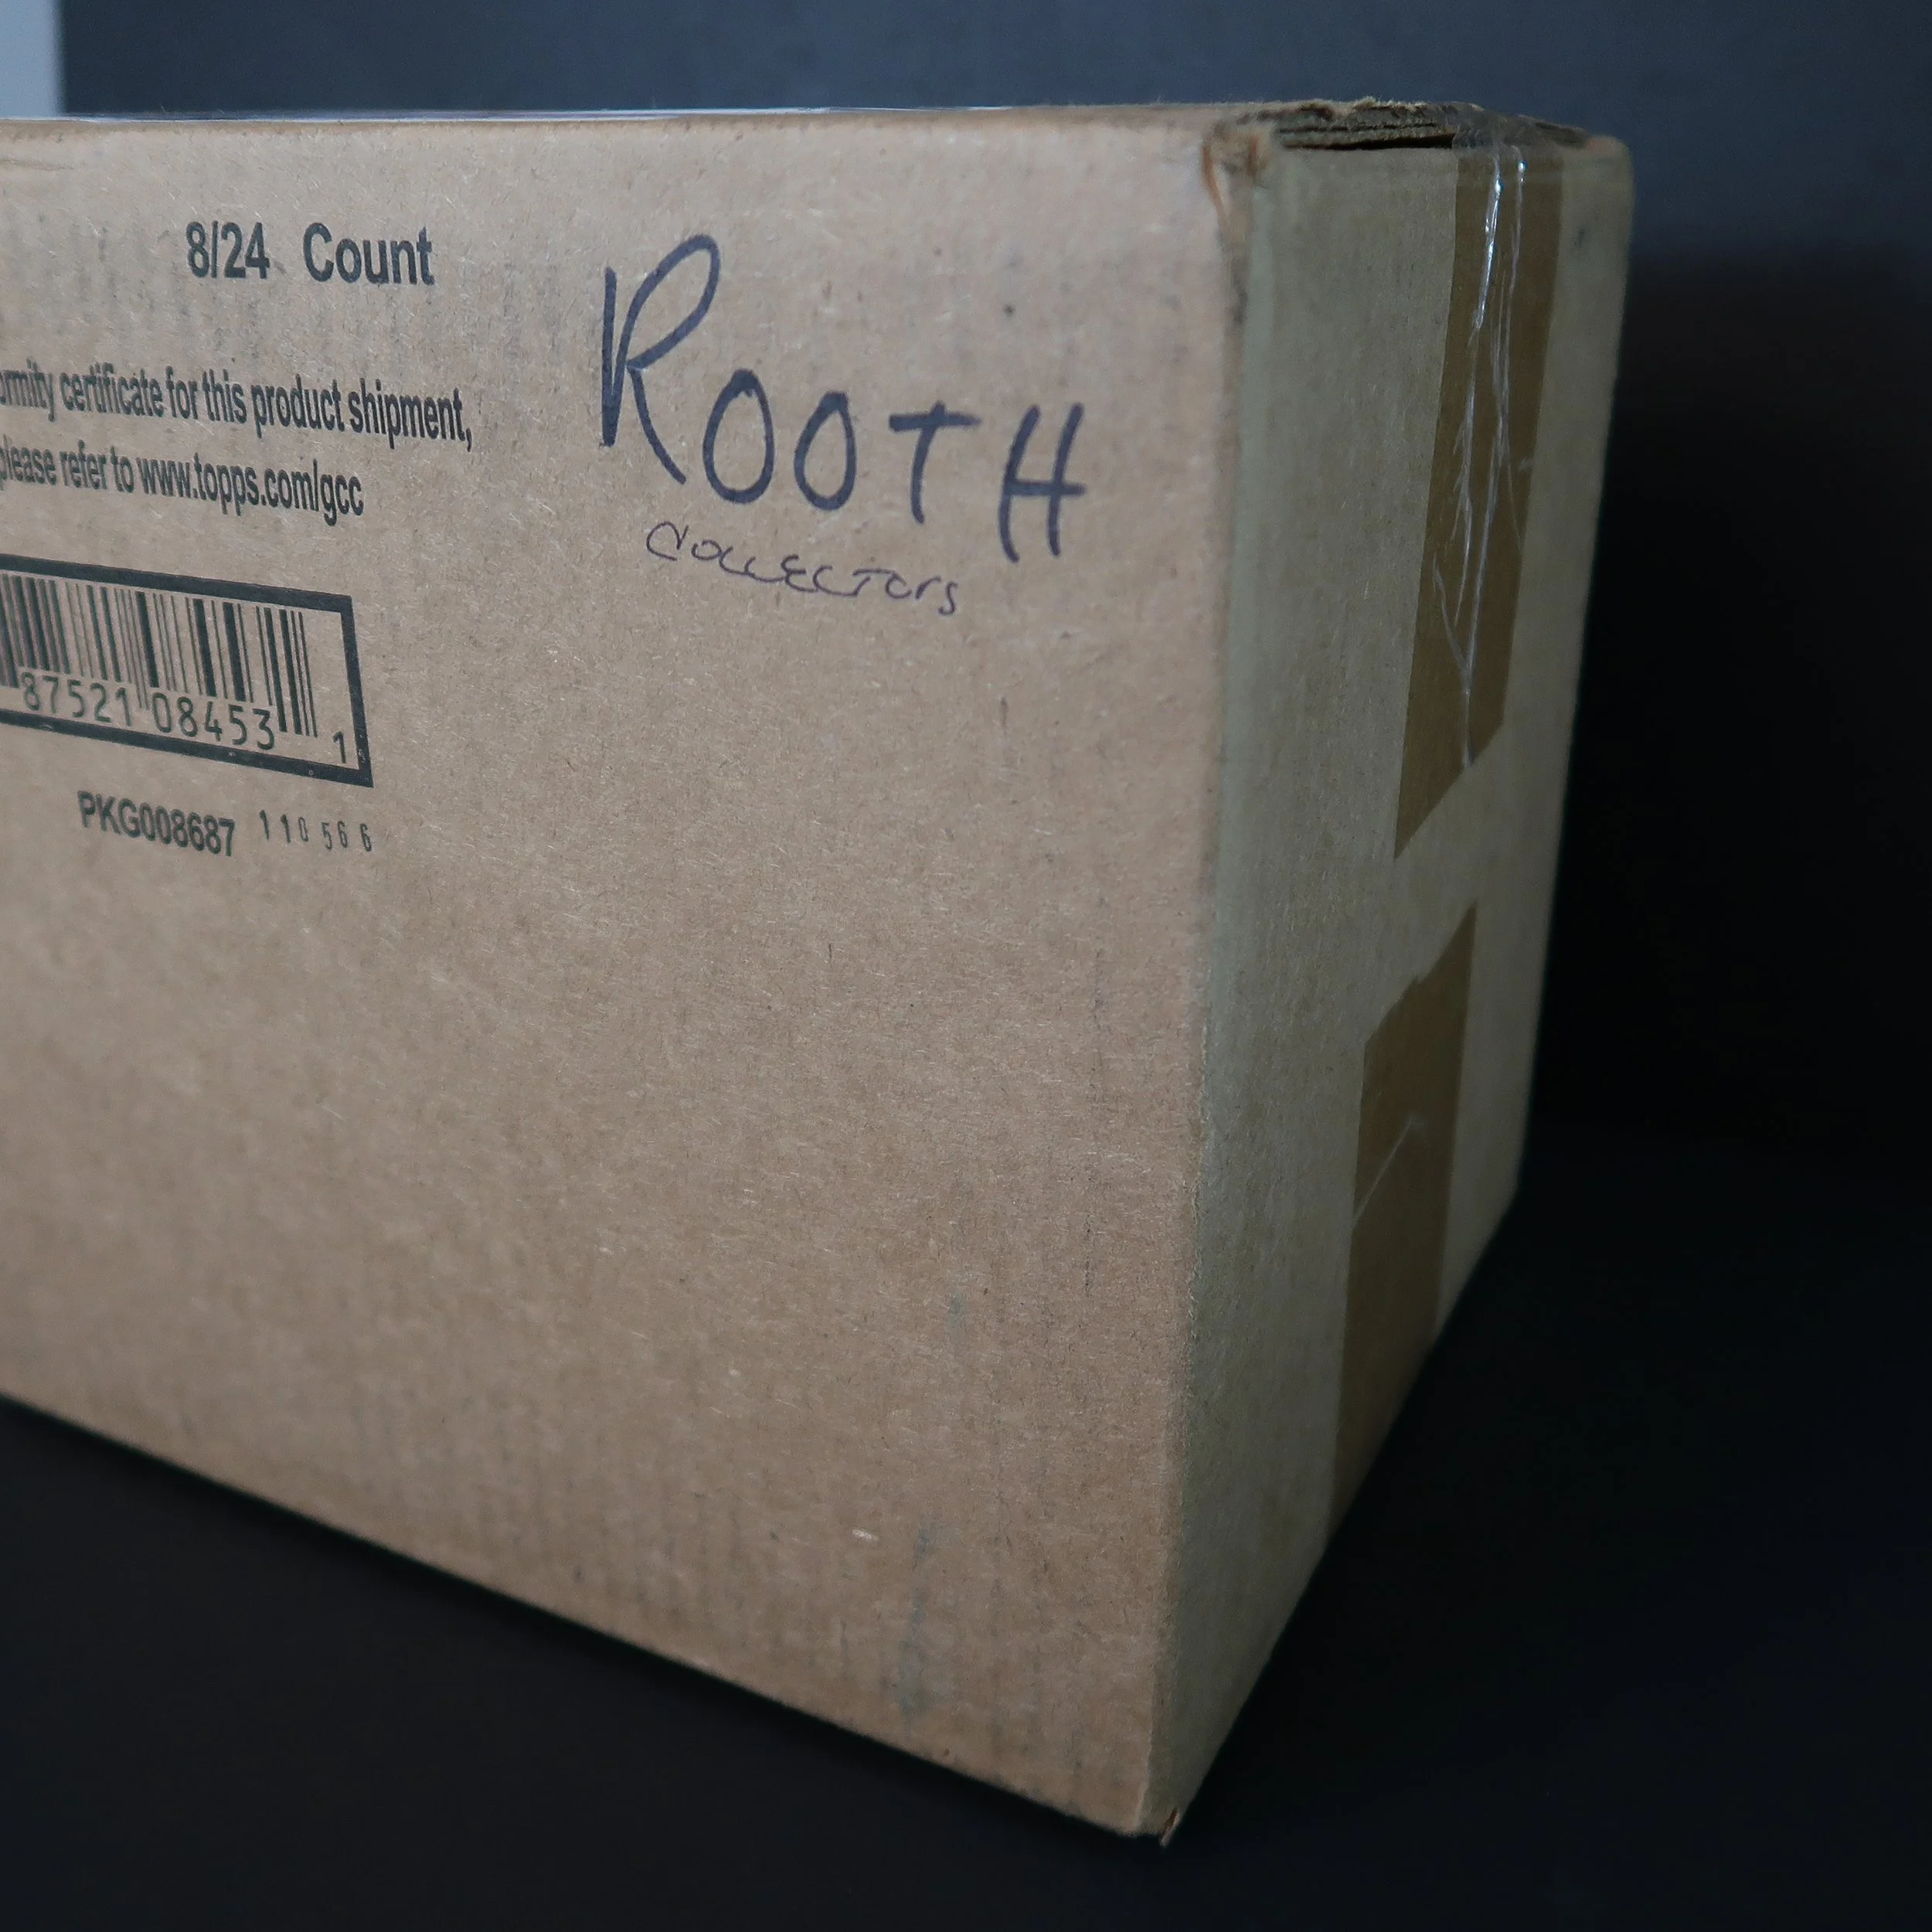 8/24 Count
ROOTH
COLLECTors
ormity certificate for this product shipment,
please refer to www.topps.com/gcc
87521 08453 1
PKG008687 110566